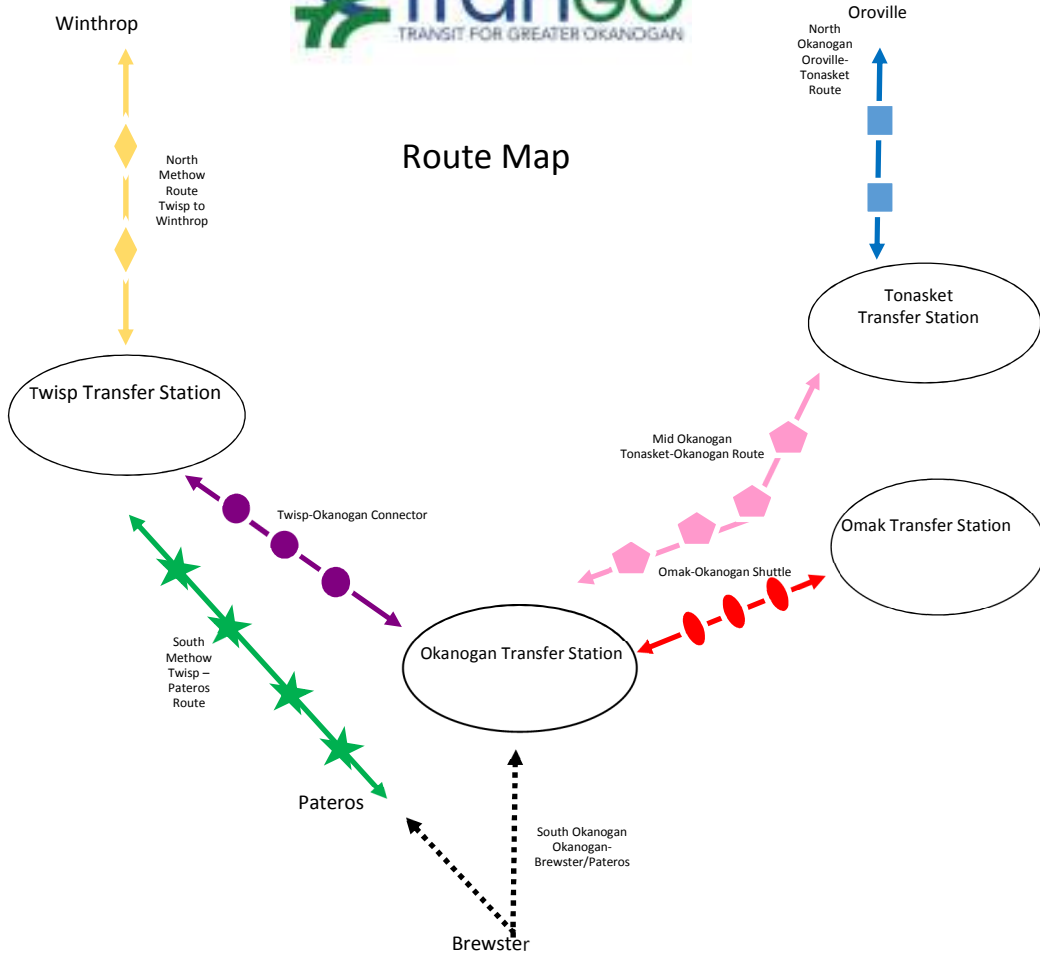 TranGO
TRANSIT FOR GREATER OKANOGAN
Winthrop
Oroville
North
Okanogan
Oroville-
Tonasket
Route
Route Map
North
Methow
Route
Twisp to
Winthrop
Tonasket
Transfer Station
Twisp Transfer Station
Mid Okanogan
Tonasket-Okanogan Route
Twisp-Okanogan Connector
Omak Transfer Station
Omak-Okanogan Shuttle
South
Methow
Twisp –
Pateros
Route
Okanogan Transfer Station
Pateros
South Okanogan
Okanogan-
Brewster/Pateros
Brewster